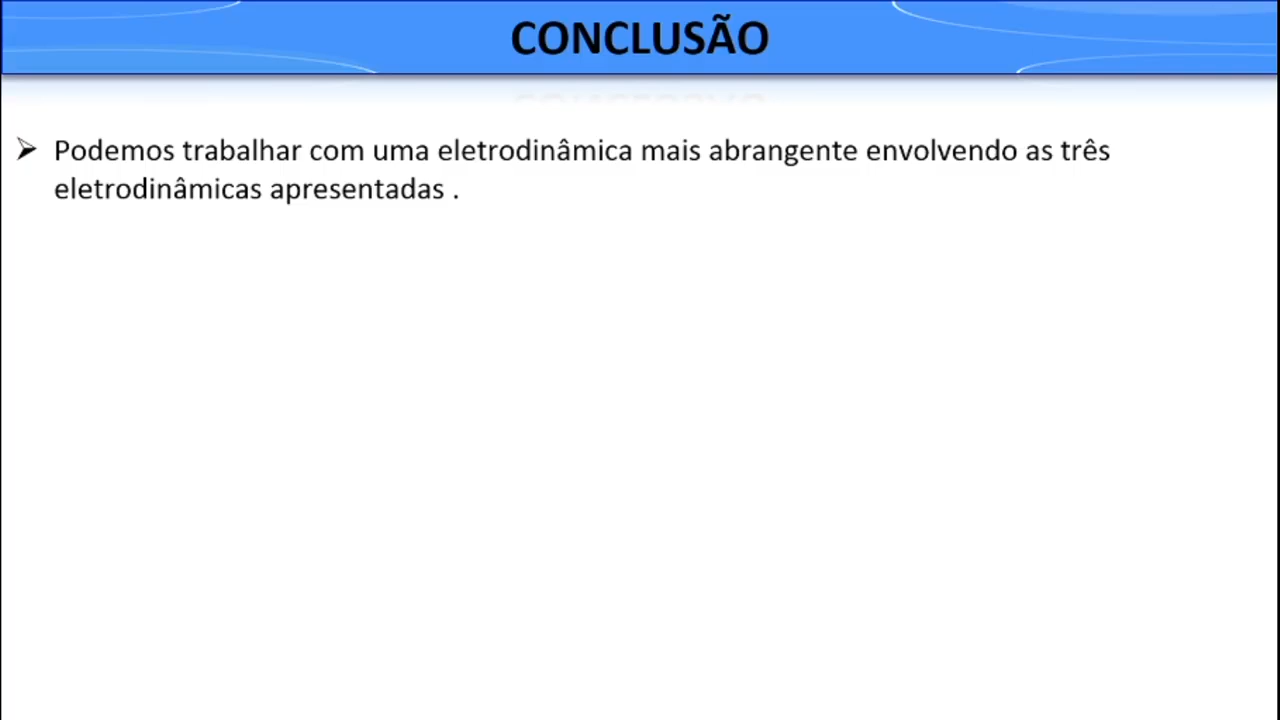 CONCLUSÃO
➢ Podemos trabalhar com uma eletrodinâmica mais abrangente envolvendo as três
eletrodinâmicas apresentadas .